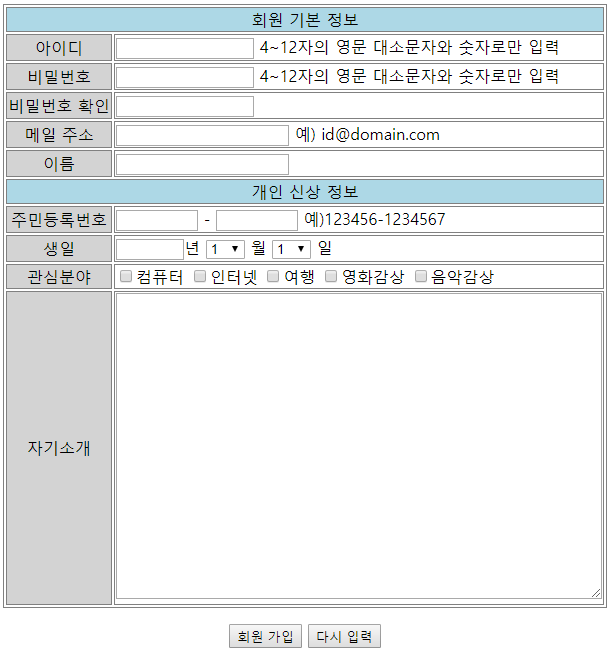 회원 기본 정보
아이디 4~12자의 영문 대소문자와 숫자로만 입력
비밀번호 4~12자의 영문 대소문자와 숫자로만 입력
비밀번호 확인
메일 주소 예) id@domain.com
이름
개인 신상 정보
주민등록번호 - 예)123456-1234567
생일 년 1 월 1 일
관심분야 컴퓨터 인터넷 여행 영화감상 음악감상
자기소개
회원 가입 다시 입력